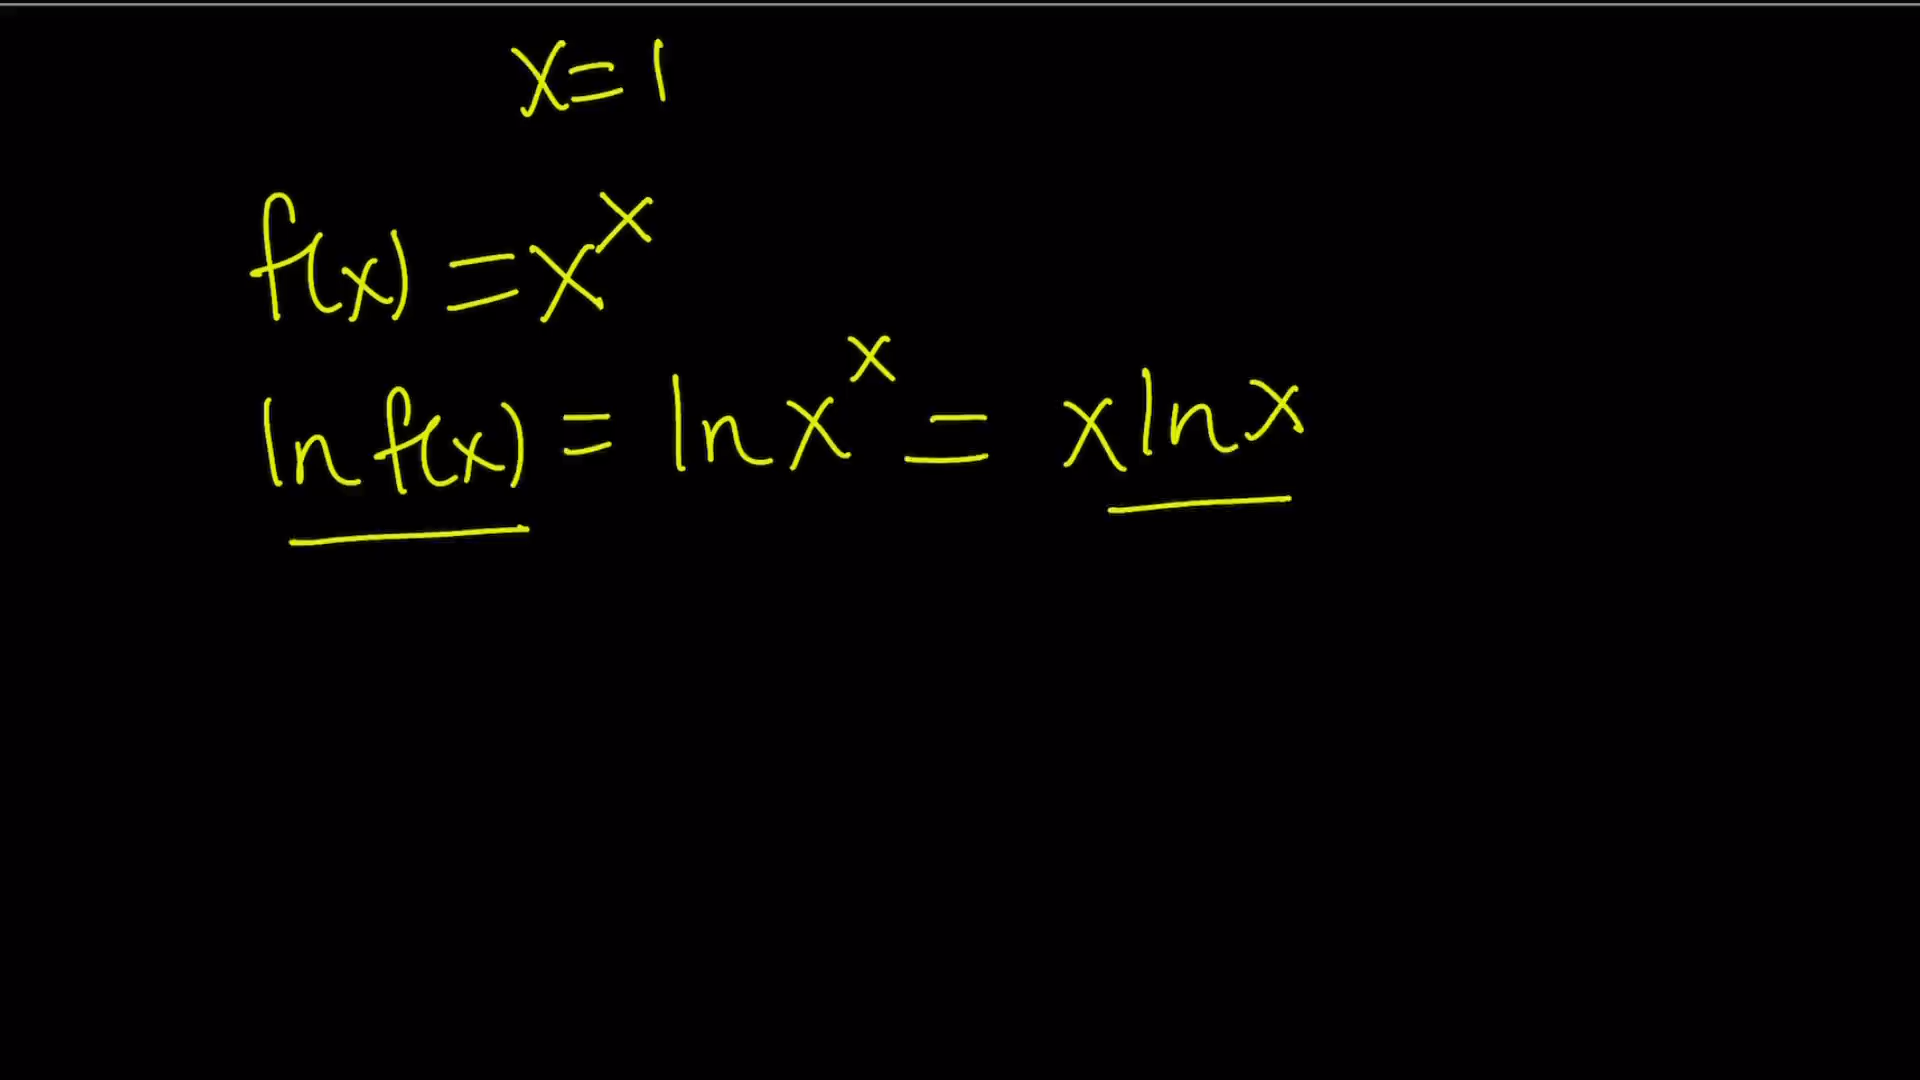 x=1
f(x) = x^x
ln f(x) = ln x^x = x ln x